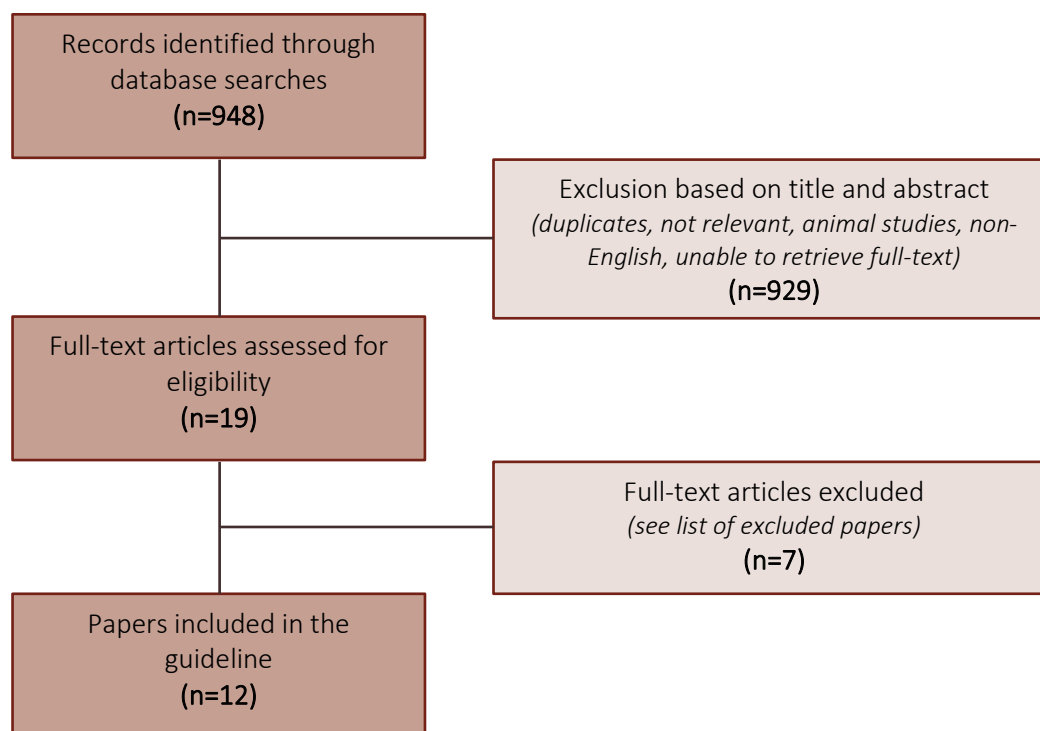 Records identified through
database searches
(n=948)
Exclusion based on title and abstract
(duplicates, not relevant, animal studies, non-
English, unable to retrieve full-text)
(n=929)
Full-text articles assessed for
eligibility
(n=19)
Full-text articles excluded
(see list of excluded papers)
(n=7)
Papers included in the
guideline
(n=12)